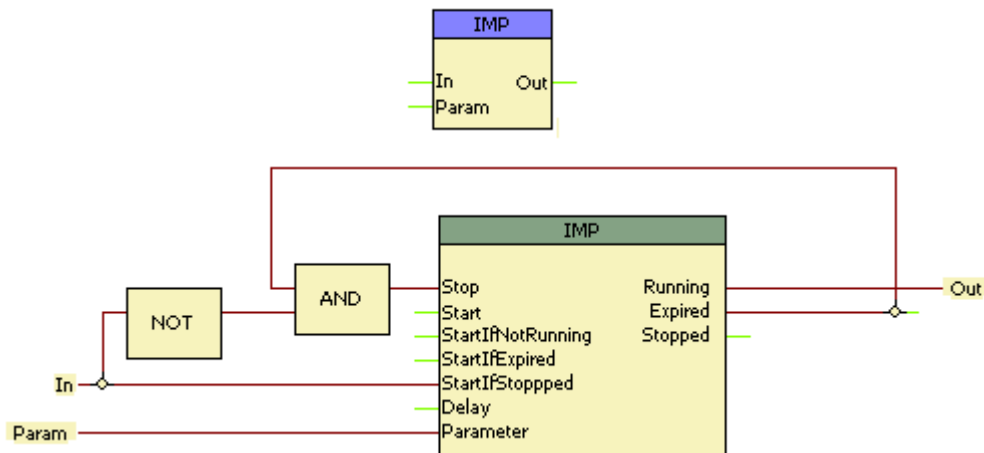 IMP
In Out
Param
IMP
Stop Running
Start Expired
StartIfNotRunning Stopped
StartIfExpired
StartIfStoppped
Delay
Parameter
AND
NOT
In
Param
Out